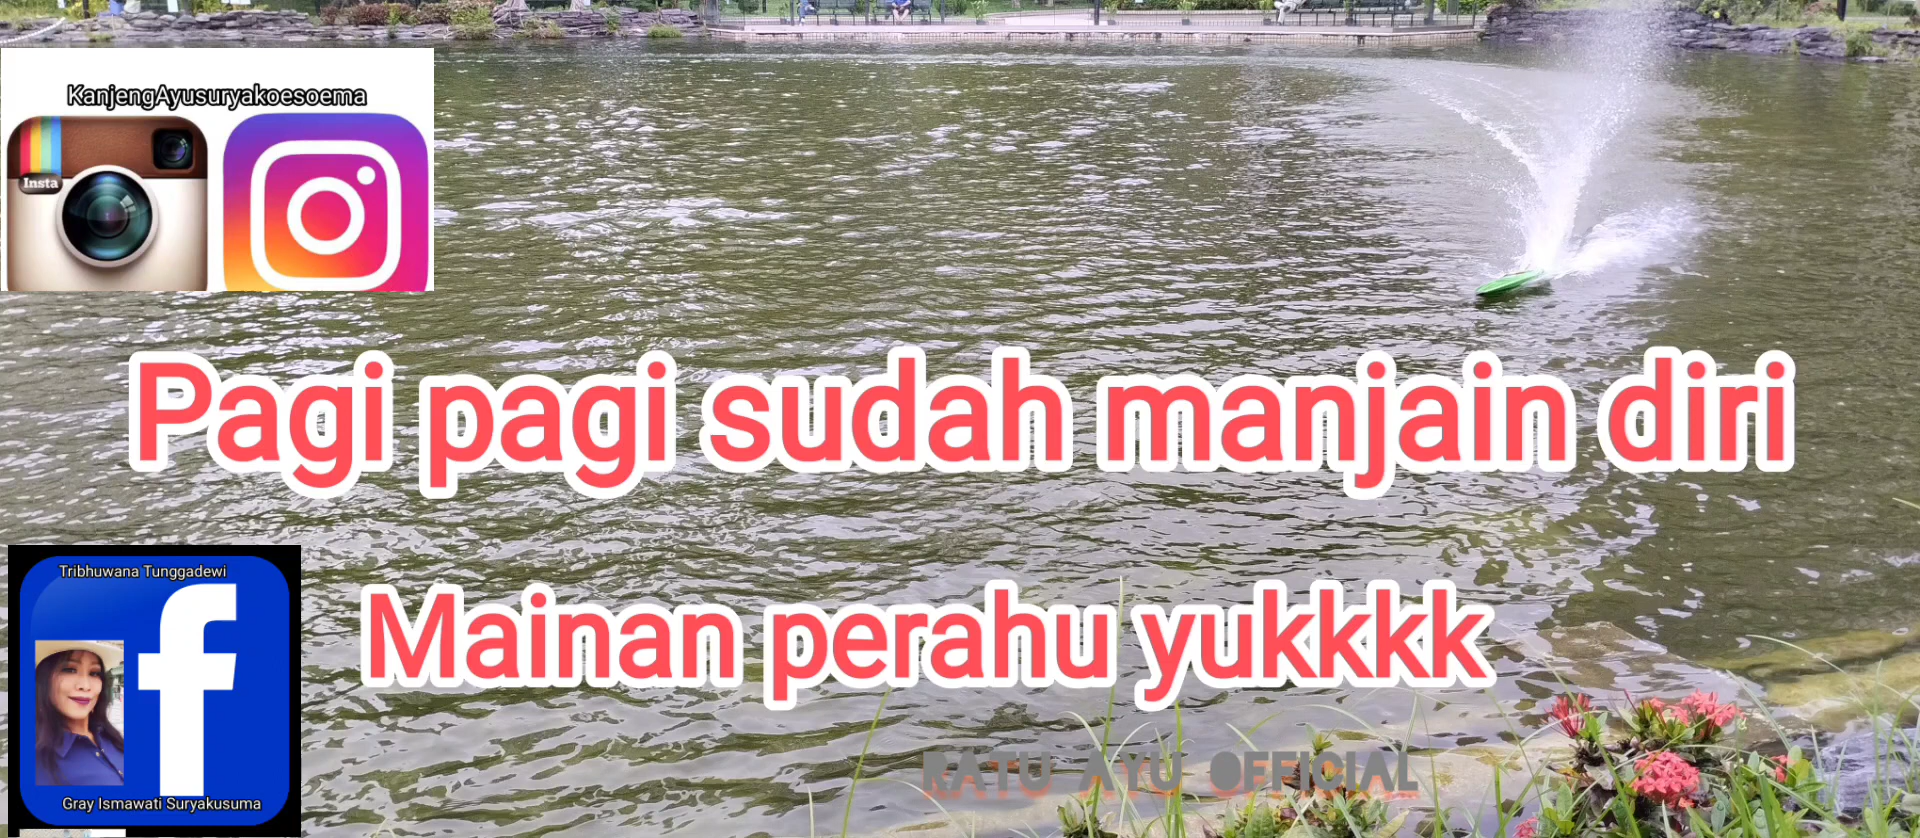 KanjengAyusuryakoesoema
Insta
Pagi pagi sudah manjain diri
Tribhuwana Tunggadewi
Mainan perahu yukkkk
RATU AYU OFFICIAL
Gray Ismawati Suryakusuma